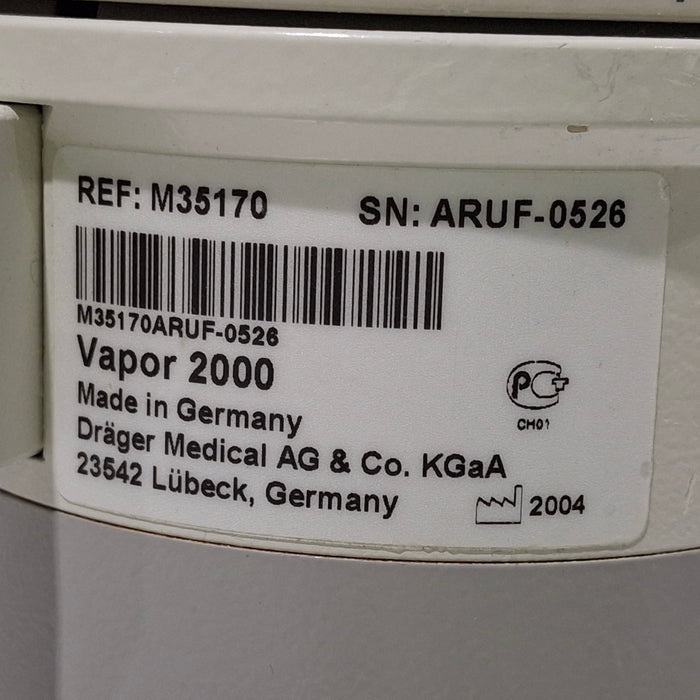 REF: M35170 SN: ARUF-0526
M35170ARUF-0526
Vapor 2000
Made in Germany
Dräger Medical AG & Co. KGaA
23542 Lübeck, Germany
PC
CH01
2004